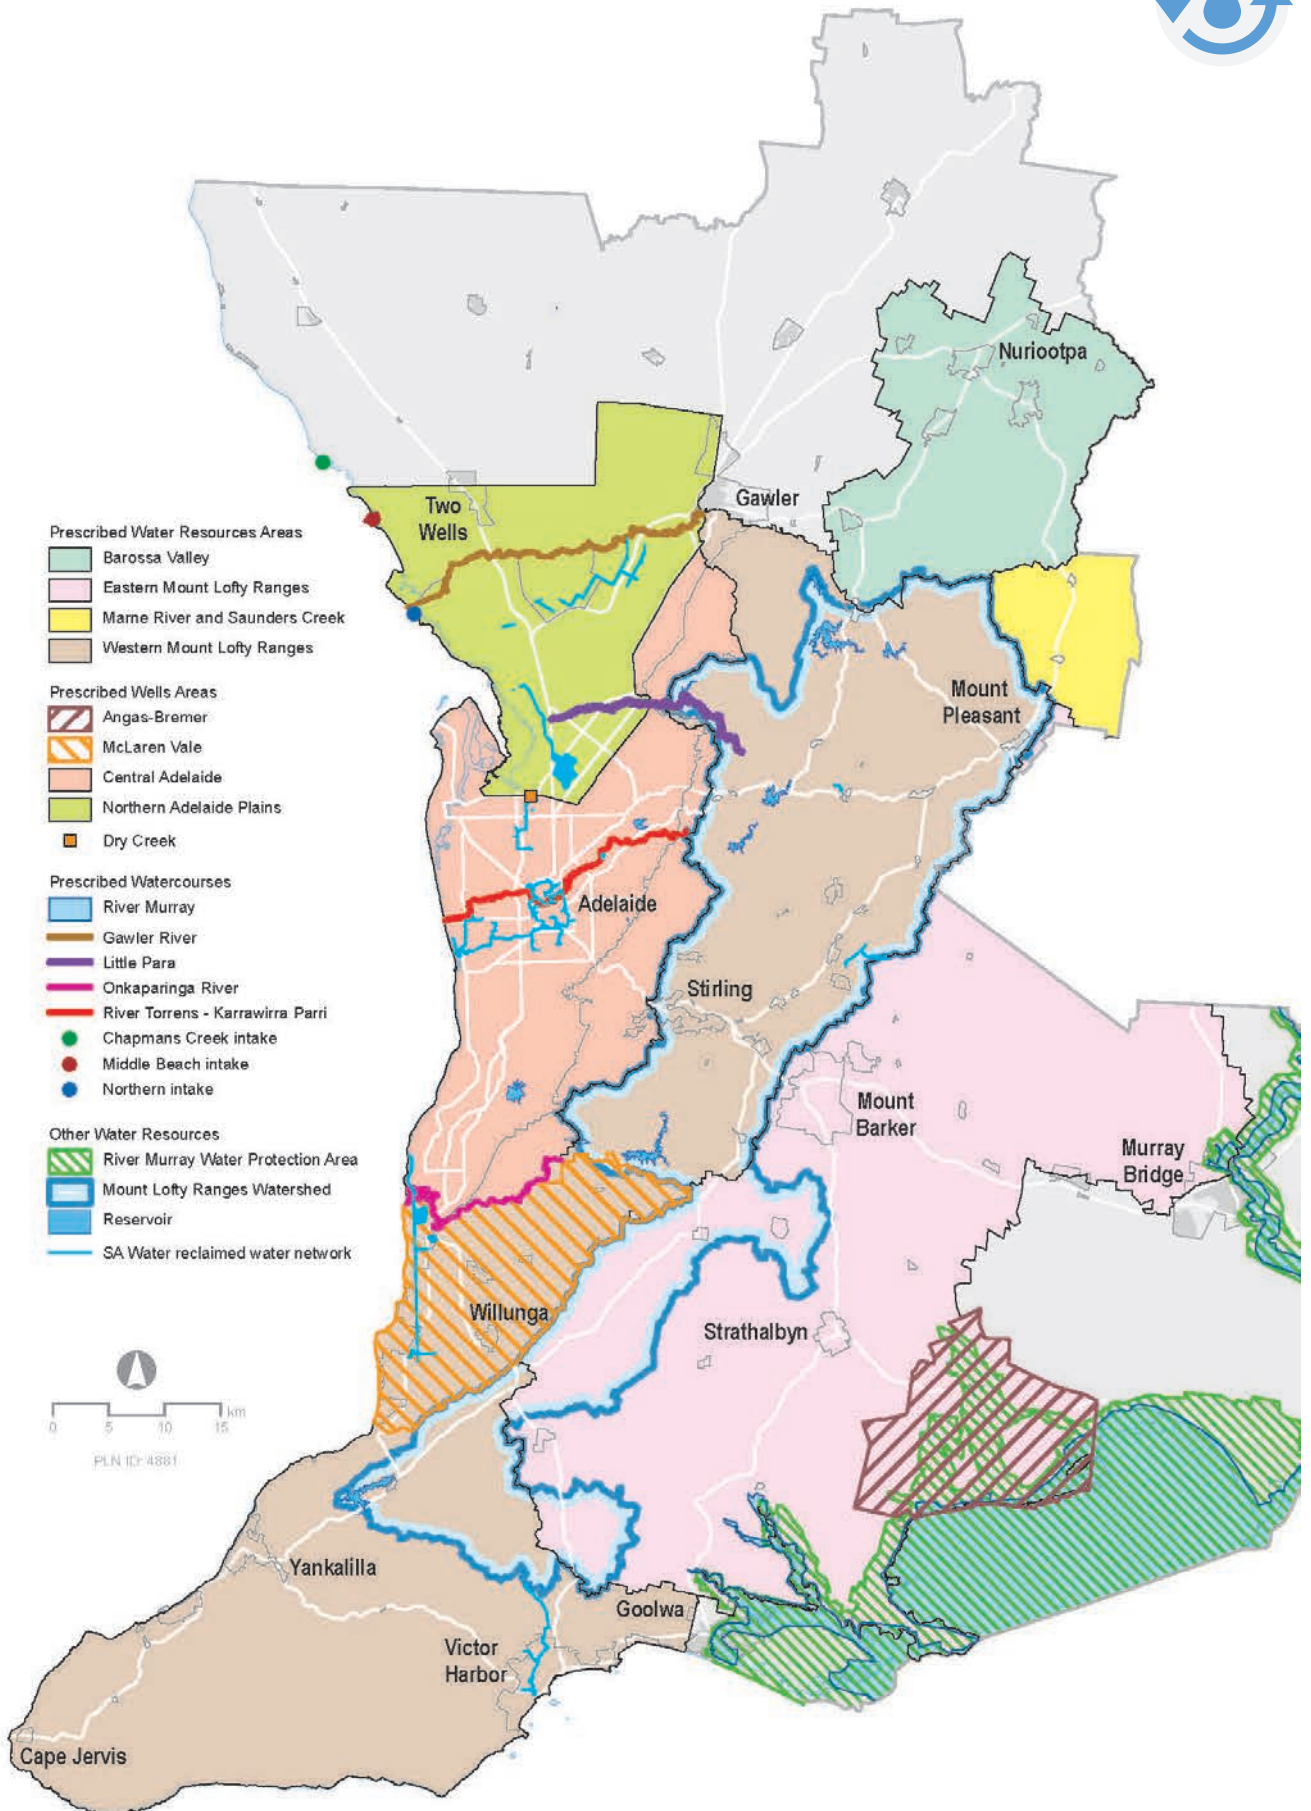 Nuriootpa
Gawler
Two
Wells
Prescribed Water Resources Areas
Barossa Valley
Eastern Mount Lofty Ranges
Marne River and Saunders Creek
Western Mount Lofty Ranges
Prescribed Wells Areas
Angas-Bremer
McLaren Vale
Central Adelaide
Northern Adelaide Plains
Dry Creek
Prescribed Watercourses
River Murray
Gawler River
Little Para
Onkaparinga River
River Torrens - Karrawirra Parri
Chapmans Creek intake
Middle Beach intake
Northern intake
Other Water Resources
River Murray Water Protection Area
Mount Lofty Ranges Watershed
Reservoir
SA Water reclaimed water network
km
0 5 10 15
PLN ID: 4881
Mount
Pleasant
Adelaide
Stirling
Mount
Barker
Murray
Bridge
Willunga
Strathalbyn
Yankalilla
Goolwa
Victor
Harbor
Cape Jervis